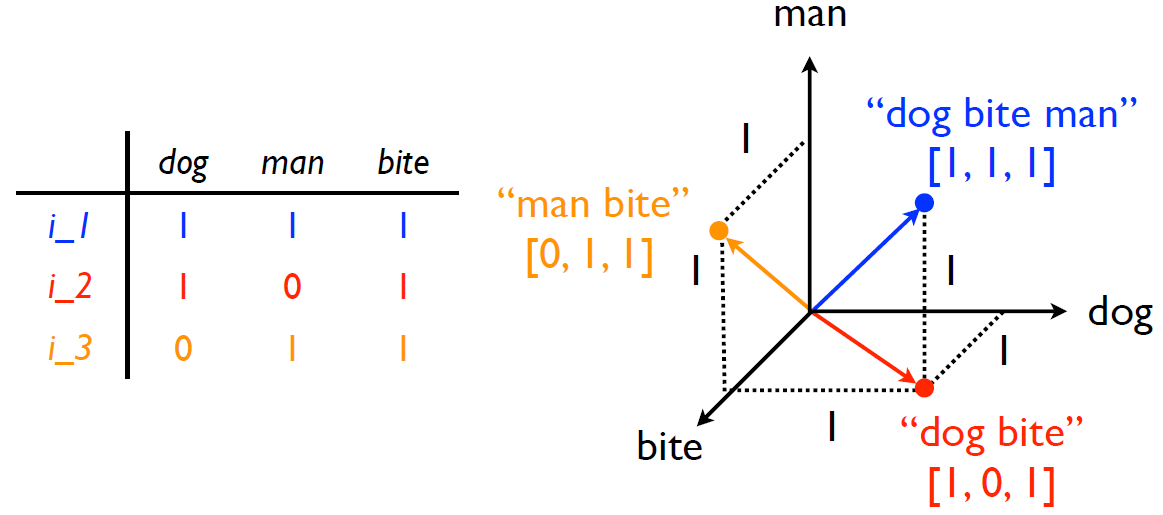 dog man bite
i_1 1 1 1
i_2 1 0 1
i_3 0 1 1
man
“dog bite man”
[1, 1, 1]
1
“man bite”
[0, 1, 1]
1
1
dog
1
bite
1
“dog bite”
[1, 0, 1]